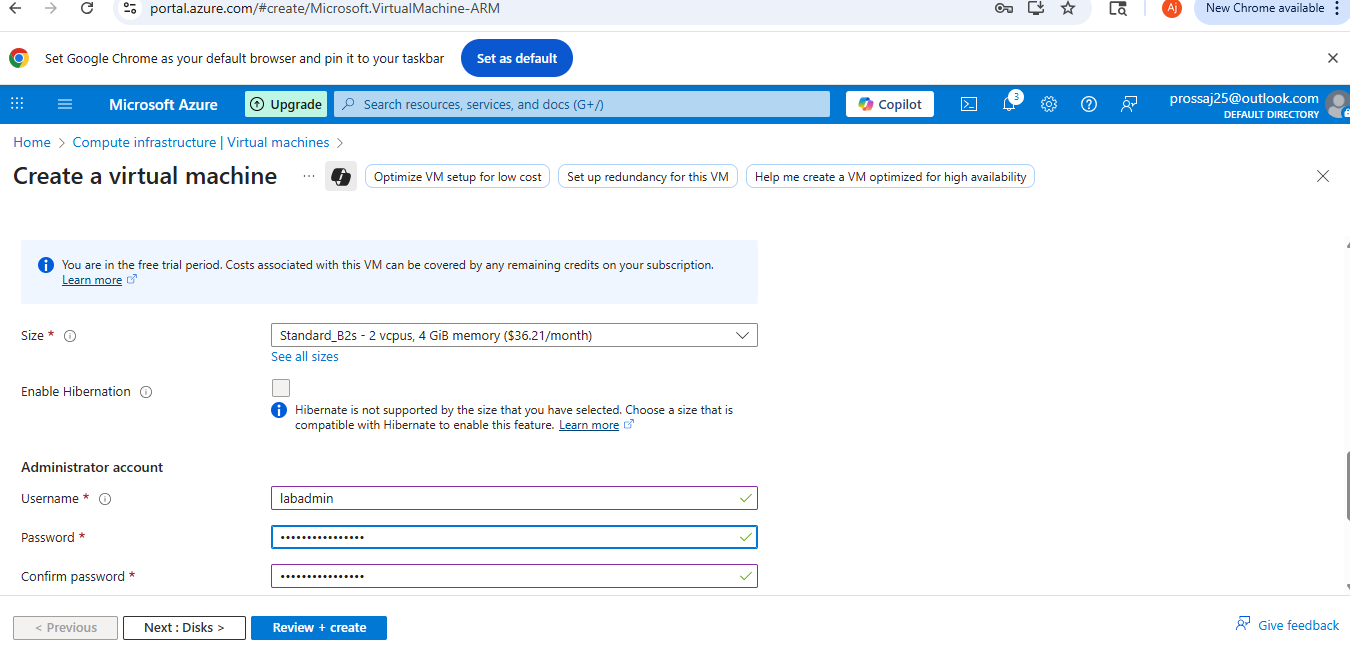 portal.azure.com/#create/Microsoft.VirtualMachine-ARM
Aj
New Chrome available
Set Google Chrome as your default browser and pin it to your taskbar
Set as default
Microsoft Azure
Upgrade
Search resources, services, and docs (G+/)
Copilot
3
prossaj25@outlook.com
DEFAULT DIRECTORY
Home > Compute infrastructure | Virtual machines >
Create a virtual machine
...
Optimize VM setup for low cost
Set up redundancy for this VM
Help me create a VM optimized for high availability
You are in the free trial period. Costs associated with this VM can be covered by any remaining credits on your subscription.
Learn more
Size *
Standard_B2s - 2 vcpus, 4 GiB memory ($36.21/month)
See all sizes
Enable Hibernation
Hibernate is not supported by the size that you have selected. Choose a size that is
compatible with Hibernate to enable this feature. Learn more
Administrator account
Username *
labadmin
Password *
••••••••••••••••
Confirm password *
••••••••••••••••
< Previous
Next : Disks >
Review + create
Give feedback